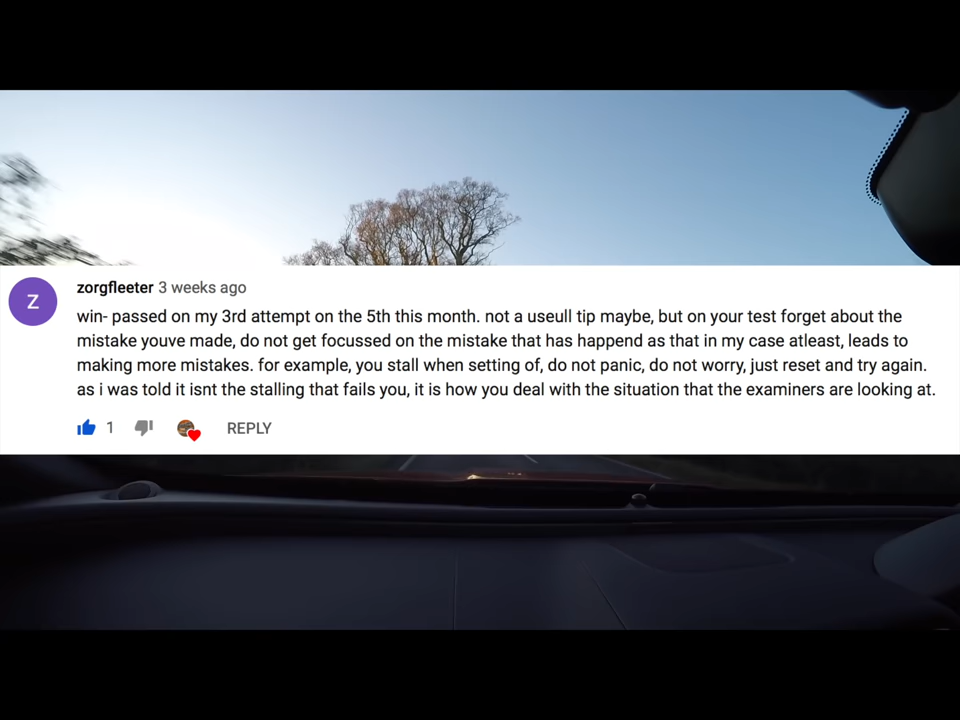 Z
zorgfleeter 3 weeks ago
win- passed on my 3rd attempt on the 5th this month. not a useull tip maybe, but on your test forget about the
mistake youve made, do not get focussed on the mistake that has happend as that in my case atleast, leads to
making more mistakes. for example, you stall when setting of, do not panic, do not worry, just reset and try again.
as i was told it isnt the stalling that fails you, it is how you deal with the situation that the examiners are looking at.
1 REPLY